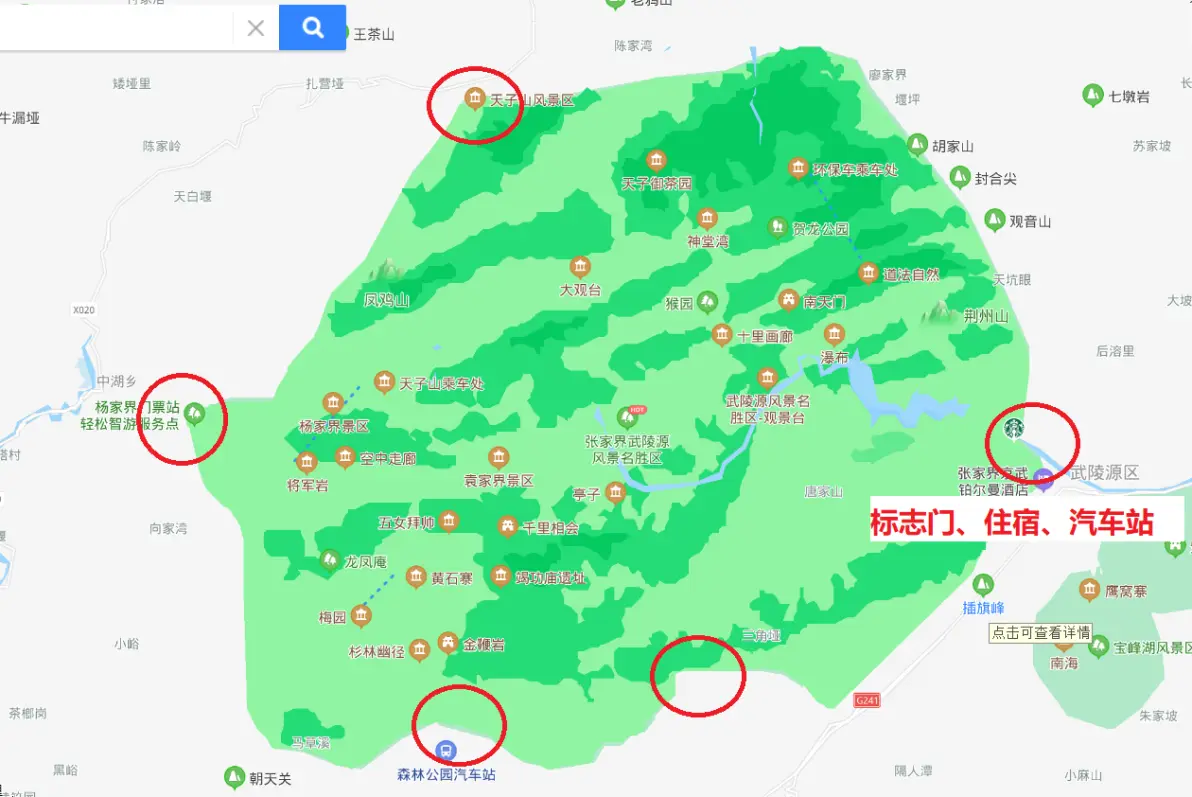 老鸦山
王茶山
陈家湾
廖家界
矮垭里
扎营垭
七墩岩
天子山风景区
堰坪
牛漏垭
陈家岭
胡家山
苏家坡
天子御茶园
环保车乘车处
封合尖
天白堰
观音山
贺龙公园
神堂湾
道法自然
天坑眼
大观台
凤鸡山
猴园
南天门
大坡
X020
荆州山
十里画廊
后溶里
瀑布
中湖乡
天子山乘车处
杨家界门票站
轻松智游服务点
武陵源风景名
胜区-观景台
HOT
杨家界景区
张家界武陵源
风景名胜区
空中走廊
将军岩
袁家界景区
亭子
唐家山
张家界京武
铂尔曼酒店
武陵源区
标志门、住宿、汽车站
向家湾
五女拜帅
千里相会
龙凤庵
黄石寨
竭功庙遗址
插旗峰
鹰窝寨
梅园
点击可查看详情
三角垭
小峪
杉林幽径
金鞭岩
宝峰湖风景区
南海
G241
茶榔岗
朱家坡
马草溪
森林公园汽车站
朝天关
黑峪
隔人潭
小麻山